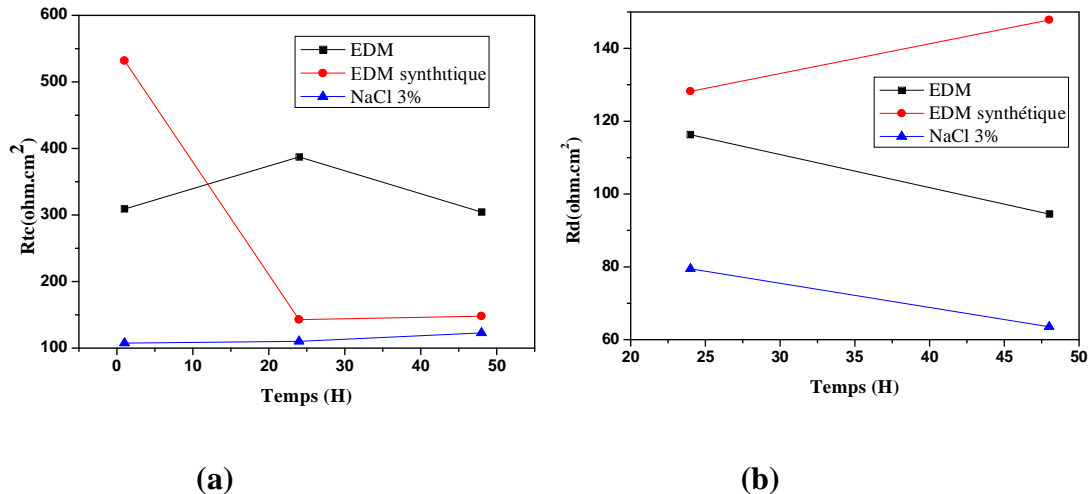 600
500
400
300
200
100
Rtc(ohm.cm²)
EDM
EDM synthtique
NaCl 3%
0
10
20
30
40
50
Temps (H)
(a)
140
120
100
80
60
Rd(ohm.cm²)
EDM
EDM synthétique
NaCl 3%
20
25
30
35
40
45
50
Temps (H)
(b)